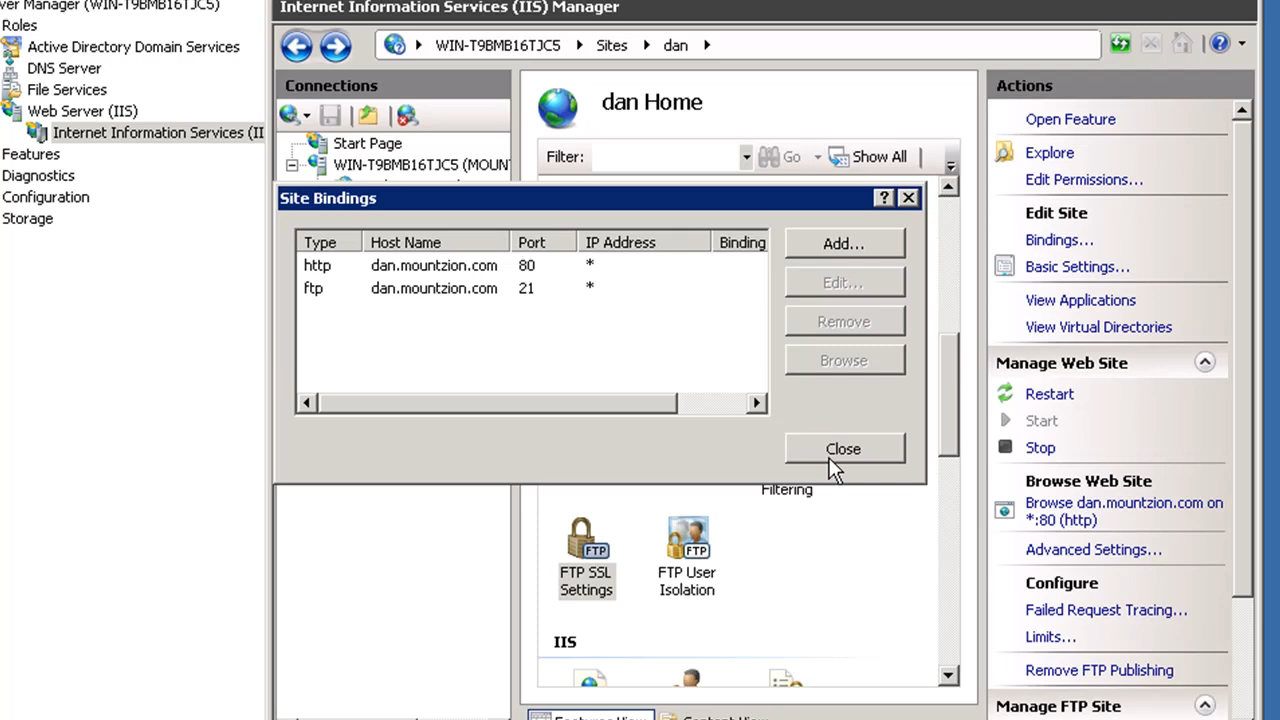 ver Manager (WIN-T9BMB16TJC5)
Roles
Active Directory Domain Services
DNS Server
File Services
Web Server (IIS)
Internet Information Services (II
Features
Diagnostics
Configuration
Storage
Internet Information Services (IIS) Manager
WIN-T9BMB16TJC5
Sites
dan
Connections
Start Page
WIN-T9BMB16TJC5 (MOUNT
dan Home
Filter:
Go
Show All
Site Bindings
Type Host Name Port IP Address Binding
http dan.mountzion.com 80 *
ftp dan.mountzion.com 21 *
Add...
Edit...
Remove
Browse
Close
Filtering
FTP
FTP SSL
Settings
FTP
FTP User
Isolation
IIS
Features View
Content View
Actions
Open Feature
Explore
Edit Permissions...
Edit Site
Bindings...
Basic Settings...
View Applications
View Virtual Directories
Manage Web Site
Restart
Start
Stop
Browse Web Site
Browse dan.mountzion.com on
*:80 (http)
Advanced Settings...
Configure
Failed Request Tracing...
Limits...
Remove FTP Publishing
Manage FTP Site